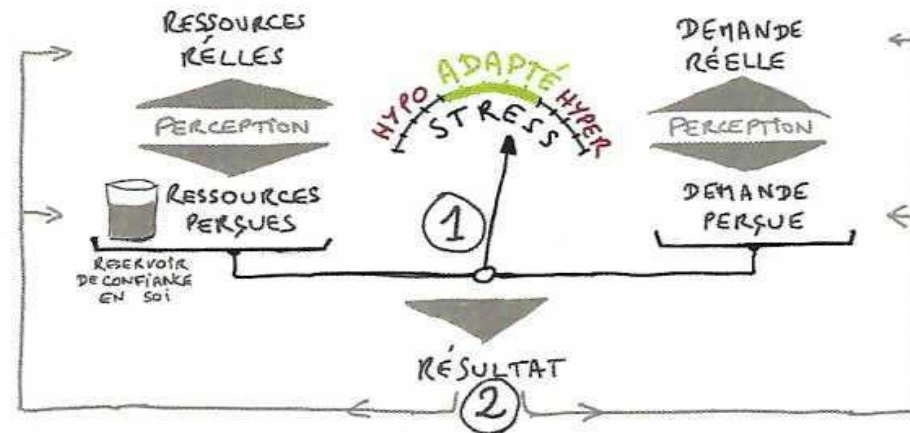 RESSOURCES
RÉLLES
PERCEPTION
RESSOURCES
PERÇUES
RESERVOIR
DE CONFIANCE
EN SOI
HYPO ADAPTÉ HYPER
STRESS
1
DEMANDE
RÉELLE
PERCEPTION
DEMANDE
PERÇUE
RÉSULTAT
2